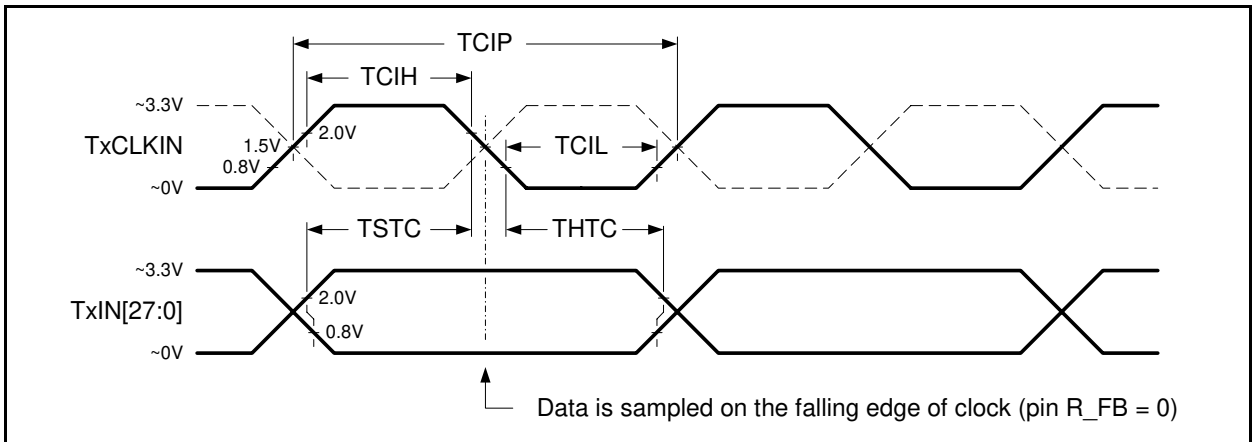 TCIP
TCIH
~3.3V
2.0V
TxCLKIN
1.5V
TCIL
0.8V
~0V
TSTC
THTC
~3.3V
2.0V
TxIN[27:0]
0.8V
~0V
Data is sampled on the falling edge of clock (pin R_FB = 0)